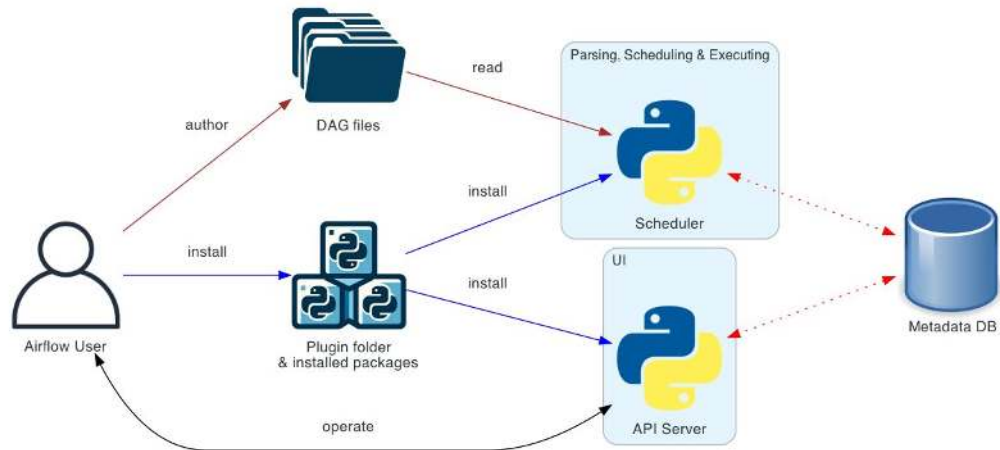 Parsing, Scheduling & Executing
read
author
DAG files
install
Scheduler
install
install
UI
Metadata DB
Airflow User
Plugin folder
& installed packages
operate
API Server